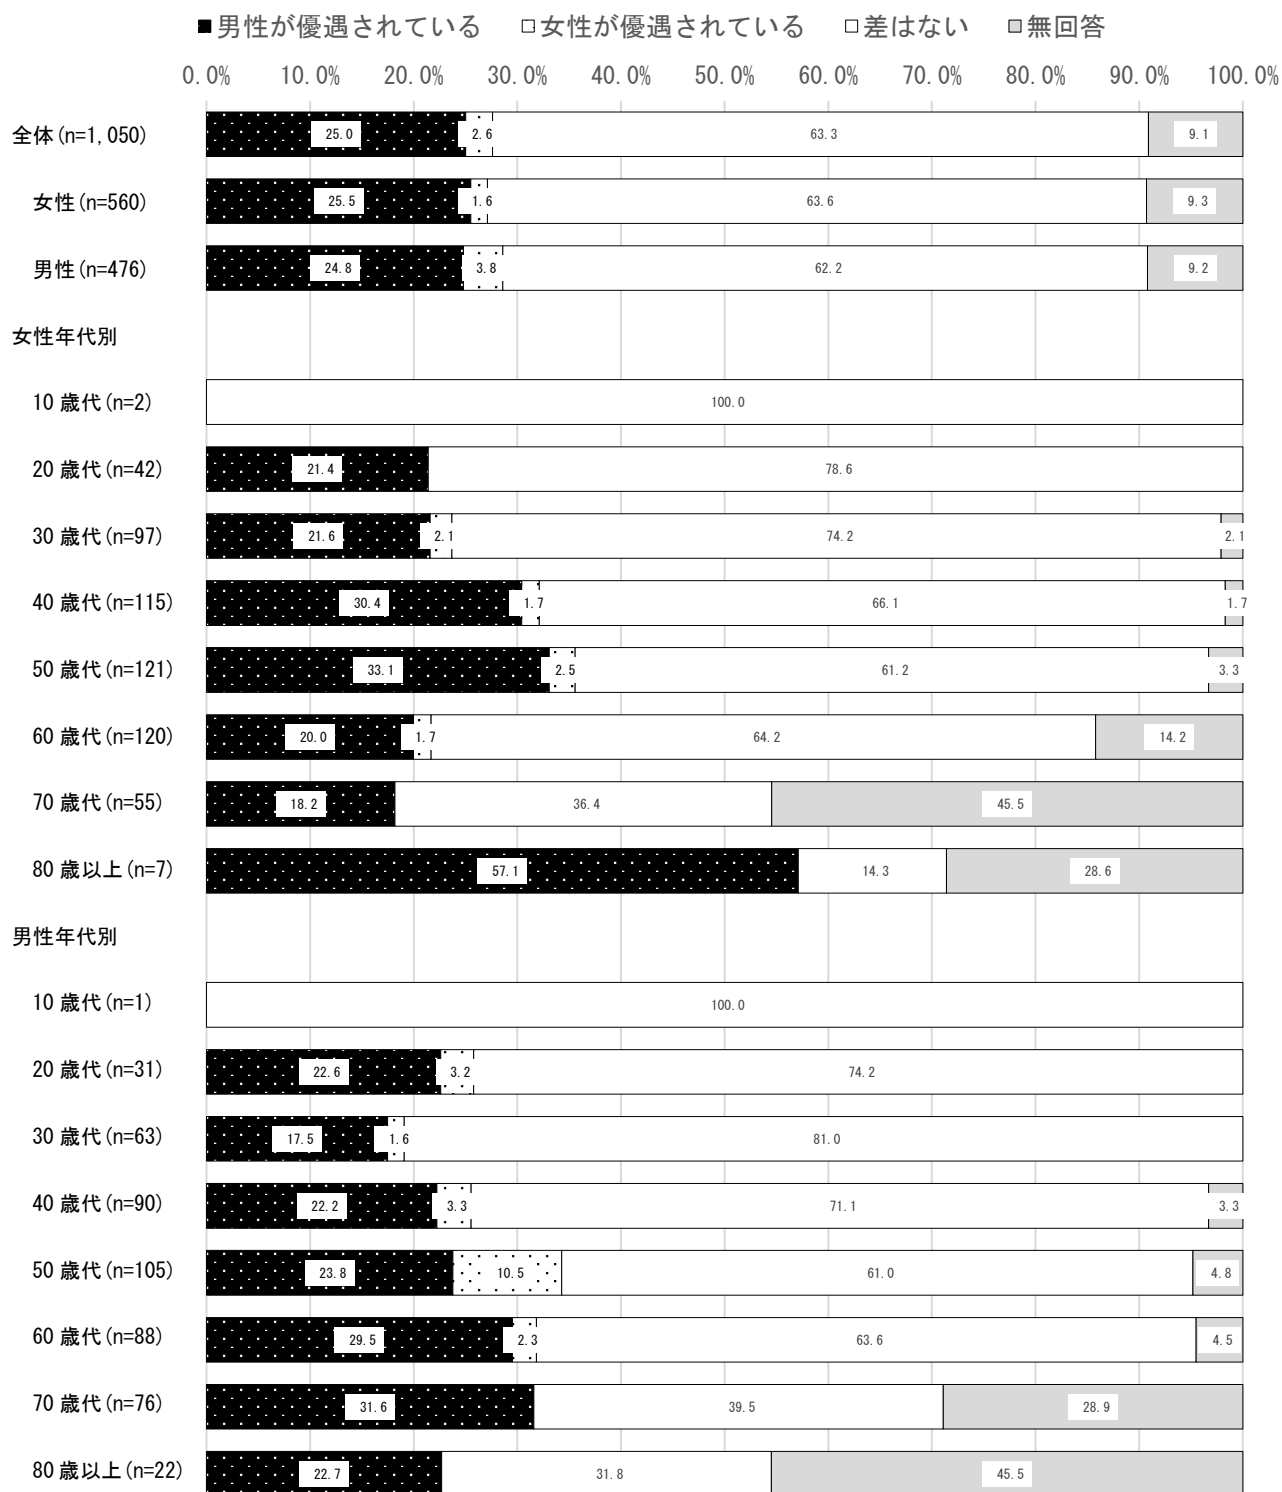 ■男性が優遇されている □女性が優遇されている □差はない □無回答
0.0% 10.0% 20.0% 30.0% 40.0% 50.0% 60.0% 70.0% 80.0% 90.0% 100.0%
全体(n=1,050) 25.0 2.6 63.3 9.1
女性(n=560) 25.5 1.6 63.6 9.3
男性(n=476) 24.8 3.8 62.2 9.2
女性年代別
10歳代(n=2) 100.0
20歳代(n=42) 21.4 78.6
30歳代(n=97) 21.6 2.1 74.2 2.1
40歳代(n=115) 30.4 1.7 66.1 1.7
50歳代(n=121) 33.1 2.5 61.2 3.3
60歳代(n=120) 20.0 1.7 64.2 14.2
70歳代(n=55) 18.2 36.4 45.5
80歳以上(n=7) 57.1 14.3 28.6
男性年代別
10歳代(n=1) 100.0
20歳代(n=31) 22.6 3.2 74.2
30歳代(n=63) 17.5 1.6 81.0
40歳代(n=90) 22.2 3.3 71.1 3.3
50歳代(n=105) 23.8 10.5 61.0 4.8
60歳代(n=88) 29.5 2.3 63.6 4.5
70歳代(n=76) 31.6 39.5 28.9
80歳以上(n=22) 22.7 31.8 45.5